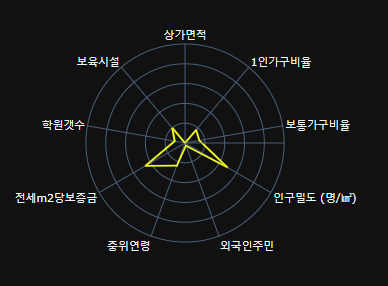 상가면적
보육시설
1인가구비율
학원갯수
보통가구비율
전세m2당보증금
인구밀도 (명/㎢)
중위연령
외국인주민